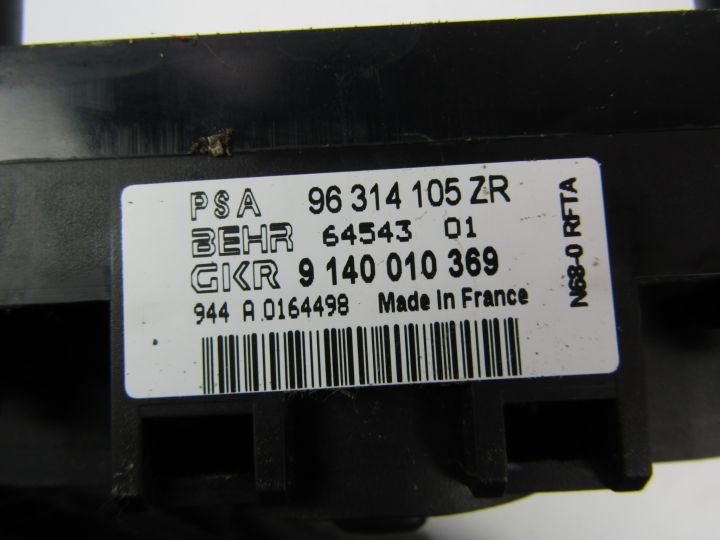 PSA 96 314 105 ZR
BEHR 64543 01
GKR 9 140 010 369
944 A.0164498 Made in France
N68-0 RFTA